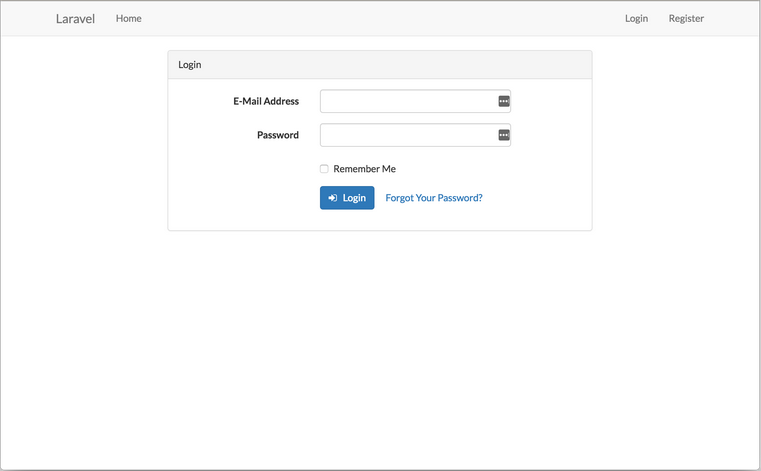 Laravel Home Login Register
Login
E-Mail Address
Password
Remember Me
Login Forgot Your Password?